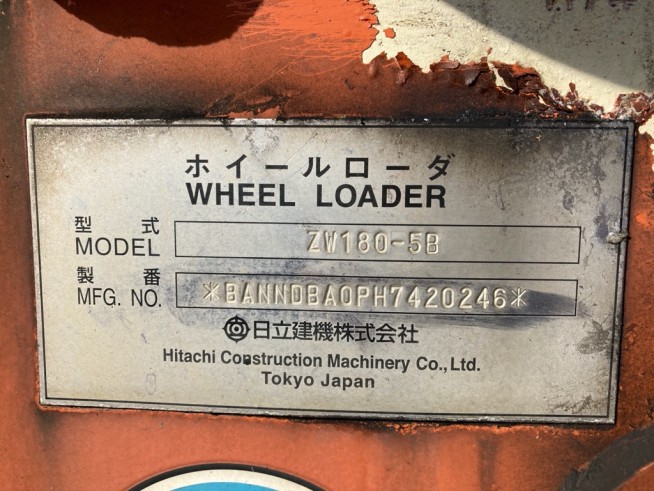 ホイールローダ
WHEEL LOADER
型式
MODEL ZW180-5B
製番
MFG. NO. *BANNDBA0PH7420246*
日立建機株式会社
Hitachi Construction Machinery Co., Ltd.
Tokyo Japan